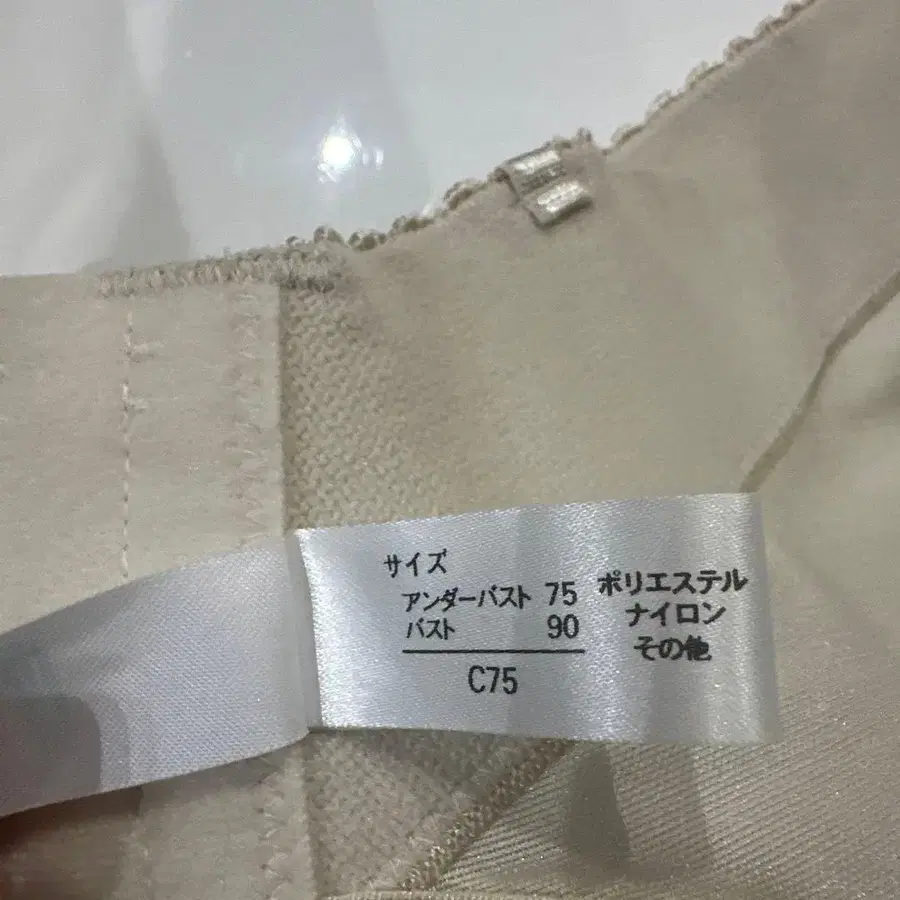 サイズ
アンダーバスト 75
バスト 90
C75
ポリエステル
ナイロン
その他